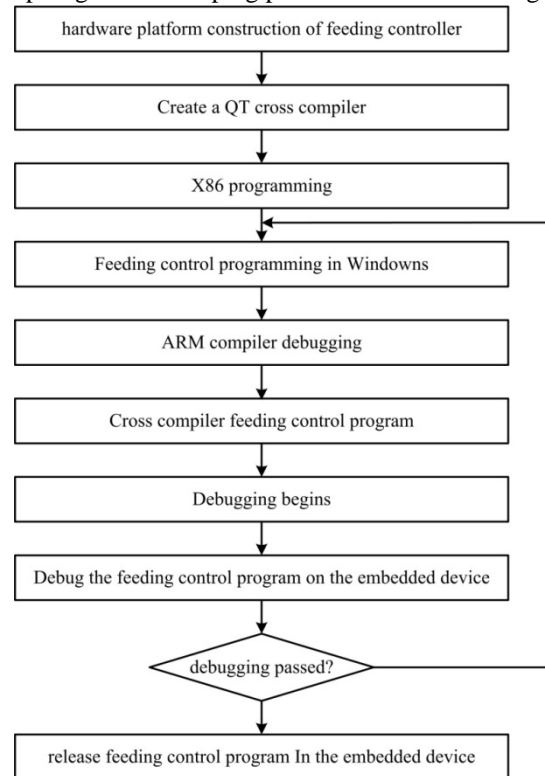 hardware platform construction of feeding controller
Create a QT cross compiler
X86 programming
Feeding control programming in Windowns
ARM compiler debugging
Cross compiler feeding control program
Debugging begins
Debug the feeding control program on the embedded device
debugging passed?
release feeding control program In the embedded device